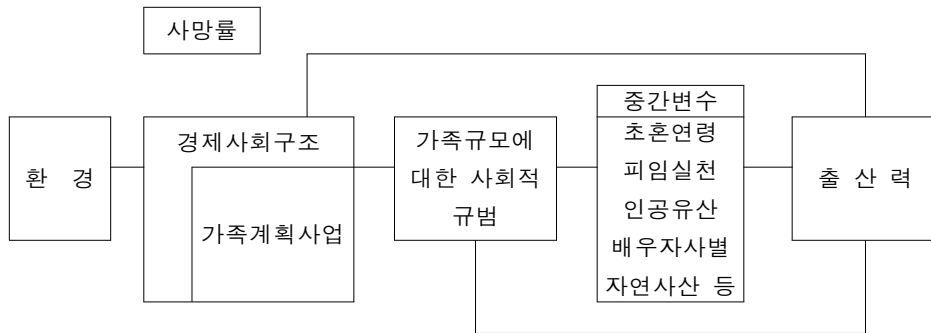 사망률
환 경
경제사회구조
가족계획사업
가족규모에
대한 사회적
규범
중간변수
초혼연령
피임실천
인공유산
배우자사별
자연사산 등
출 산 력